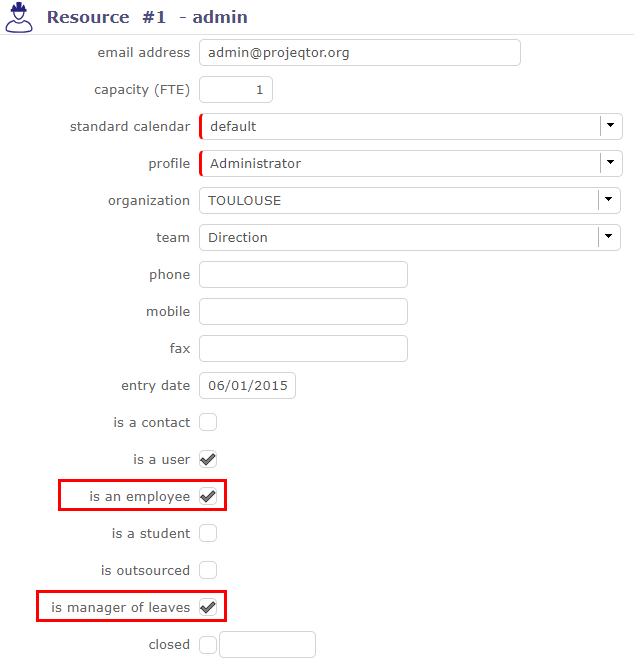 Resource #1 - admin
email address admin@projeqtor.org
capacity (FTE) 1
standard calendar default
profile Administrator
organization TOULOUSE
team Direction
phone
mobile
fax
entry date 06/01/2015
is a contact
is a user
is an employee
is a student
is outsourced
is manager of leaves
closed